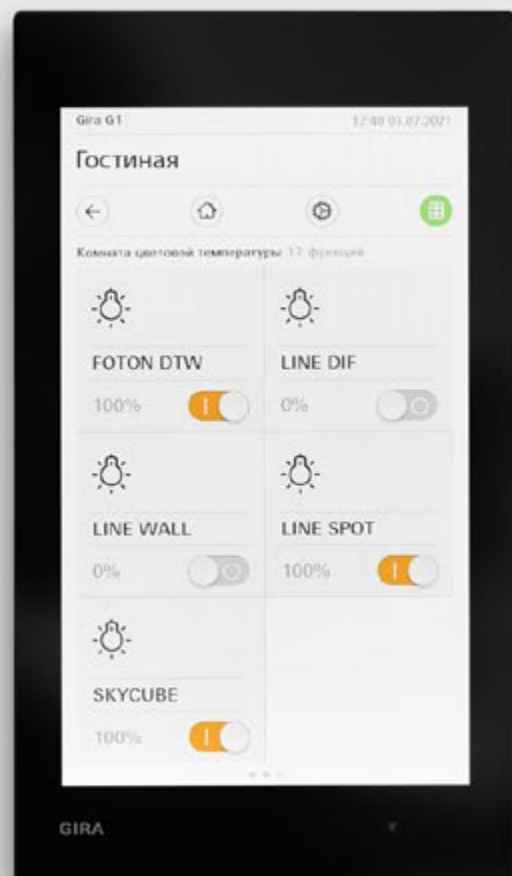 Gira G1 12:40 07.07.2021
Гостиная
Комната цветовой температуры 17 функций
FOTON DTW LINE DIF
100% 0%
LINE WALL LINE SPOT
0% 100%
SKYCUBE
100%
GIRA